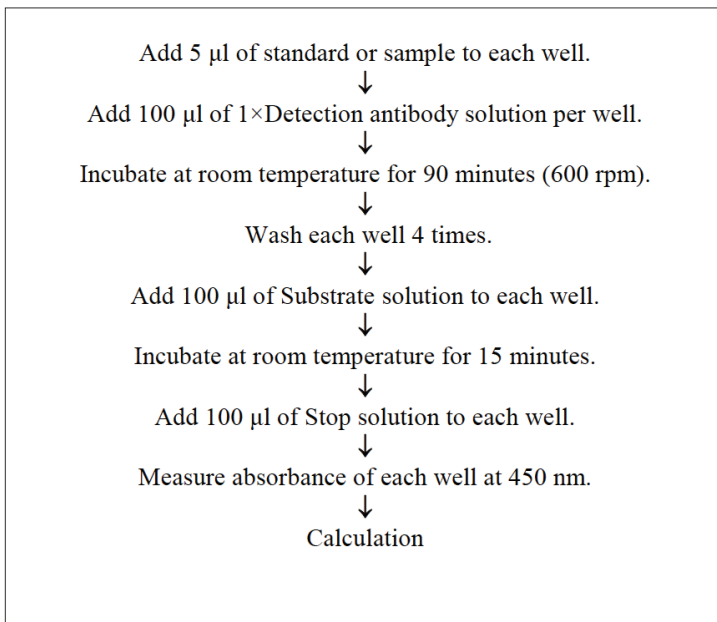 Add 5 μl of standard or sample to each well.
↓
Add 100 μl of 1×Detection antibody solution per well.
↓
Incubate at room temperature for 90 minutes (600 rpm).
↓
Wash each well 4 times.
↓
Add 100 μl of Substrate solution to each well.
↓
Incubate at room temperature for 15 minutes.
↓
Add 100 μl of Stop solution to each well.
↓
Measure absorbance of each well at 450 nm.
↓
Calculation